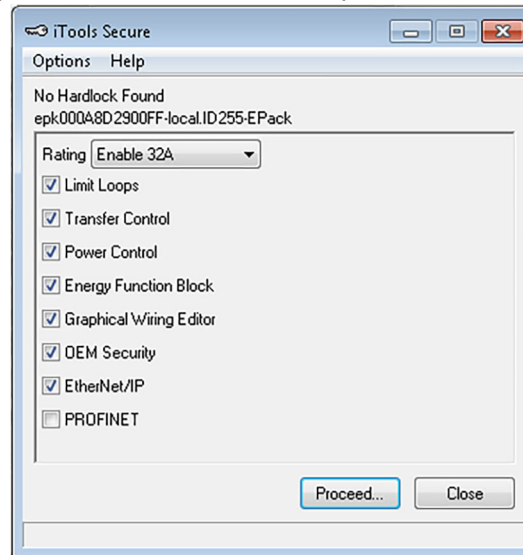 iTools Secure
Options Help
No Hardlock Found
epk000A8D2900FF-local.ID255-EPack
Rating Enable 32A
Limit Loops
Transfer Control
Power Control
Energy Function Block
Graphical Wiring Editor
OEM Security
EtherNet/IP
PROFINET
Proceed... Close